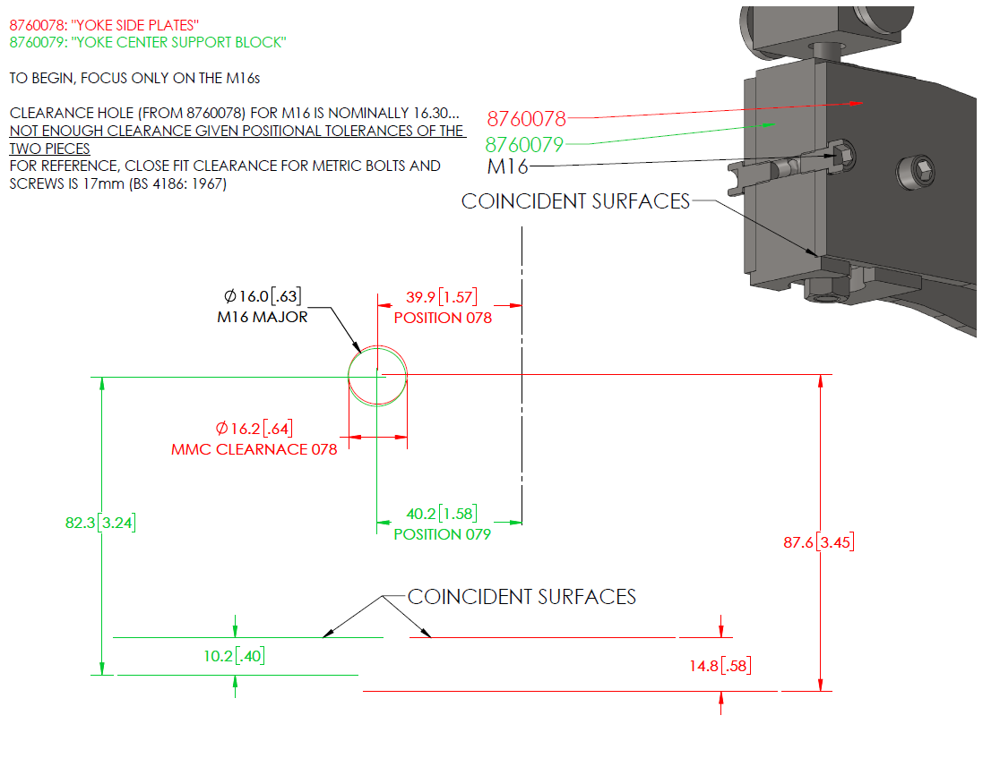 8760078: "YOKE SIDE PLATES"
8760079: "YOKE CENTER SUPPORT BLOCK"
TO BEGIN, FOCUS ONLY ON THE M16s
CLEARANCE HOLE (FROM 8760078) FOR M16 IS NOMINALLY 16.30...
NOT ENOUGH CLEARANCE GIVEN POSITIONAL TOLERANCES OF THE
TWO PIECES
FOR REFERENCE, CLOSE FIT CLEARANCE FOR METRIC BOLTS AND
SCREWS IS 17mm (BS 4186: 1967)
8760078
8760079
M16
COINCIDENT SURFACES
Ø16.0[.63]
M16 MAJOR
39.9[1.57]
POSITION 078
Ø16.2[.64]
MMC CLEARNACE 078
40.2[1.58]
POSITION 079
82.3[3.24]
87.6[3.45]
COINCIDENT SURFACES
10.2[.40]
14.8[.58]